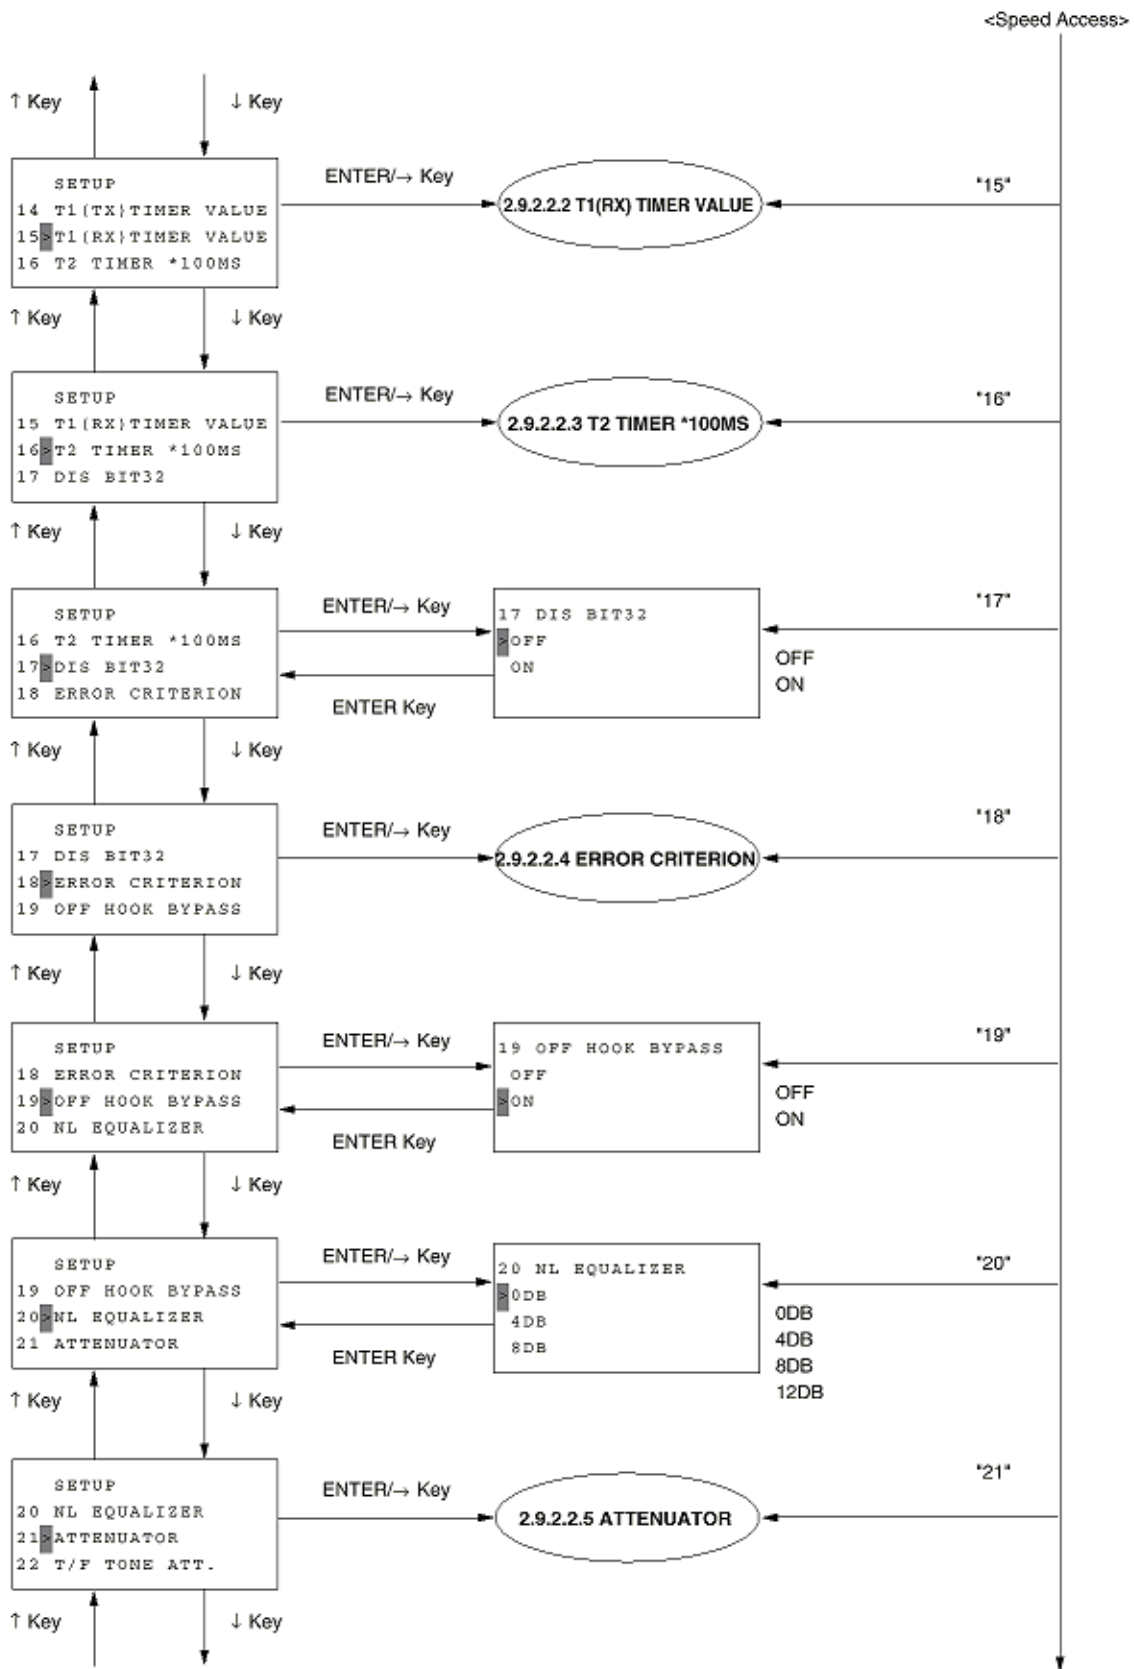 <Speed Access>
↑ Key
↓ Key
SETUP
14 T1(TX)TIMER VALUE
15>T1(RX)TIMER VALUE
16 T2 TIMER *100MS
ENTER/→ Key
2.9.2.2.2 T1(RX) TIMER VALUE
"15"
↑ Key
↓ Key
SETUP
15 T1(RX)TIMER VALUE
16>T2 TIMER *100MS
17 DIS BIT32
ENTER/→ Key
2.9.2.2.3 T2 TIMER *100MS
"16"
↑ Key
↓ Key
SETUP
16 T2 TIMER *100MS
17>DIS BIT32
18 ERROR CRITERION
ENTER/→ Key
ENTER Key
17 DIS BIT32
>OFF
ON
"17"
OFF
ON
↑ Key
↓ Key
SETUP
17 DIS BIT32
18>ERROR CRITERION
19 OFF HOOK BYPASS
ENTER/→ Key
2.9.2.2.4 ERROR CRITERION
"18"
↑ Key
↓ Key
SETUP
18 ERROR CRITERION
19>OFF HOOK BYPASS
20 NL EQUALIZER
ENTER/→ Key
ENTER Key
19 OFF HOOK BYPASS
OFF
>ON
"19"
OFF
ON
↑ Key
↓ Key
SETUP
19 OFF HOOK BYPASS
20>NL EQUALIZER
21 ATTENUATOR
ENTER/→ Key
ENTER Key
20 NL EQUALIZER
>0DB
4DB
8DB
"20"
0DB
4DB
8DB
12DB
↑ Key
↓ Key
SETUP
20 NL EQUALIZER
21>ATTENUATOR
22 T/F TONE ATT.
ENTER/→ Key
2.9.2.2.5 ATTENUATOR
"21"
↑ Key
↓ Key